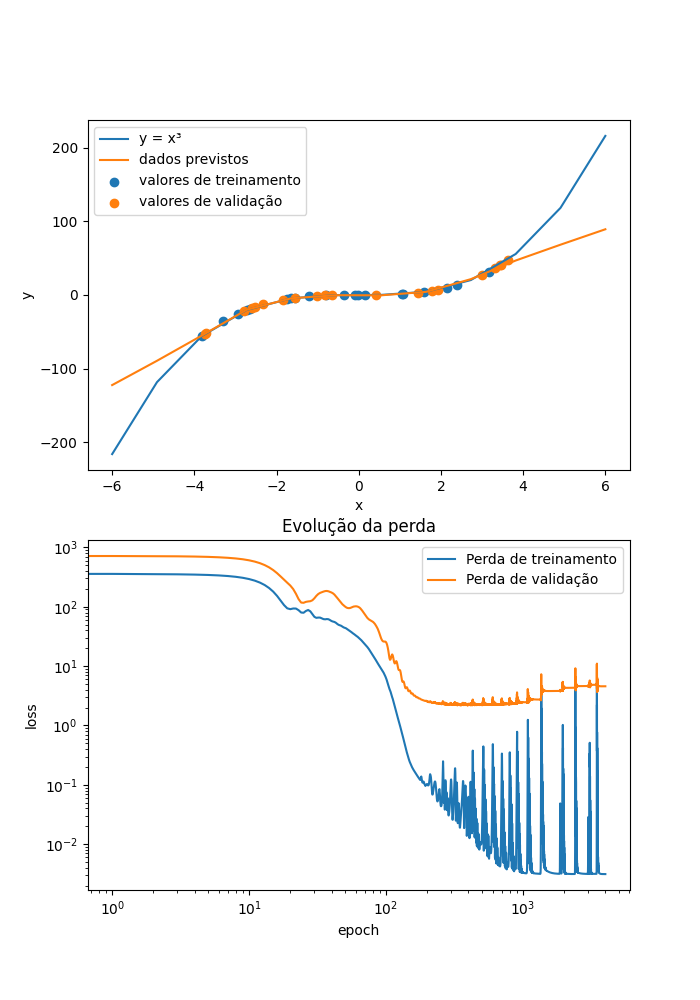 y = x³
dados previstos
valores de treinamento
valores de validação
200
100
0
−100
−200
y
−6
−4
−2
0
2
4
6
x
Evolução da perda
Perda de treinamento
Perda de validação
10³
10²
10¹
10⁰
10⁻¹
10⁻²
loss
10⁰
10¹
10²
10³
epoch